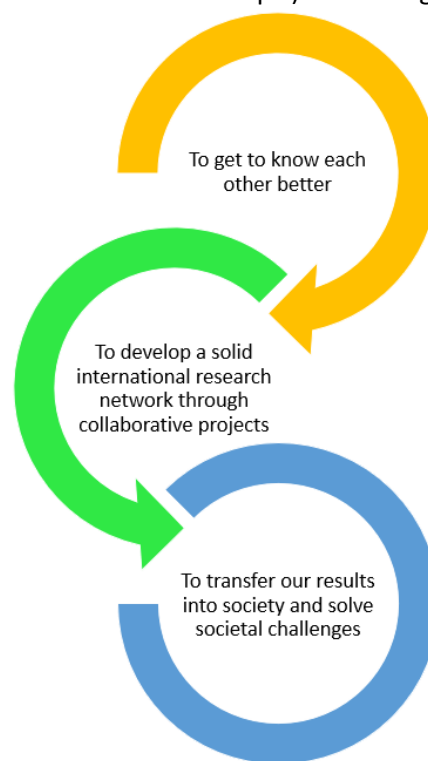 To get to know each
other better
To develop a solid
international research
network through
collaborative projects
To transfer our results
into society and solve
societal challenges